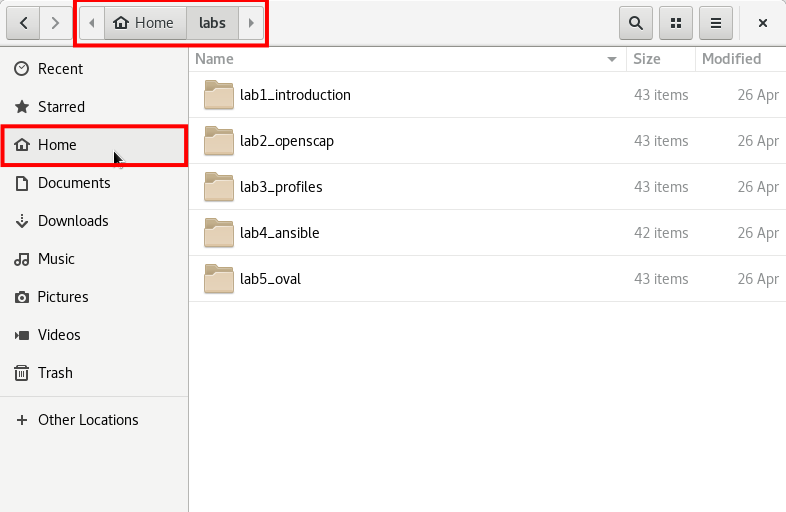 Home labs
Name Size Modified
Recent
Starred
Home
Documents
Downloads
Music
Pictures
Videos
Trash
Other Locations
lab1_introduction 43 items 26 Apr
lab2_openscap 43 items 26 Apr
lab3_profiles 43 items 26 Apr
lab4_ansible 42 items 26 Apr
lab5_oval 43 items 26 Apr